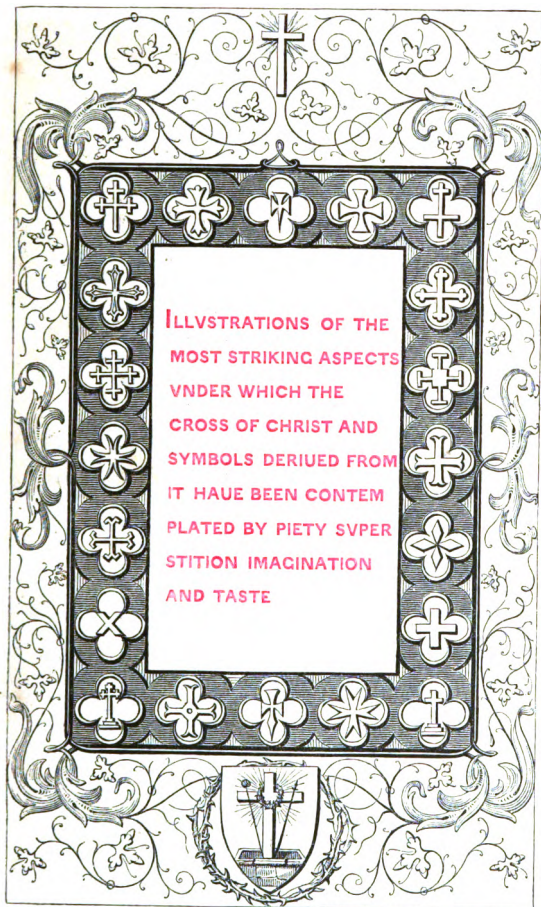 ILLVSTRATIONS OF THE
MOST STRIKING ASPECTS
VNDER WHICH THE
CROSS OF CHRIST AND
SYMBOLS DERIUED FROM
IT HAUE BEEN CONTEM
PLATED BY PIETY SVPER
STITION IMAGINATION
AND TASTE